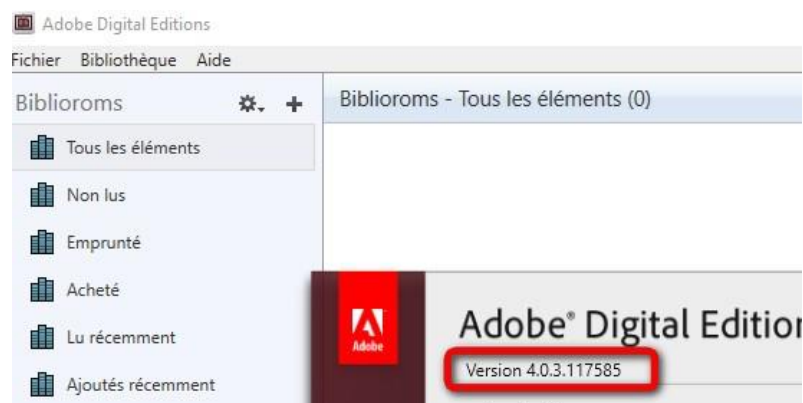 Adobe Digital Editions
Fichier Bibliothèque Aide
Biblioroms
Biblioroms - Tous les éléments (0)
Tous les éléments
Non lus
Emprunté
Acheté
Lu récemment
Ajoutés récemment
Adobe
Adobe® Digital Edition
Version 4.0.3.117585